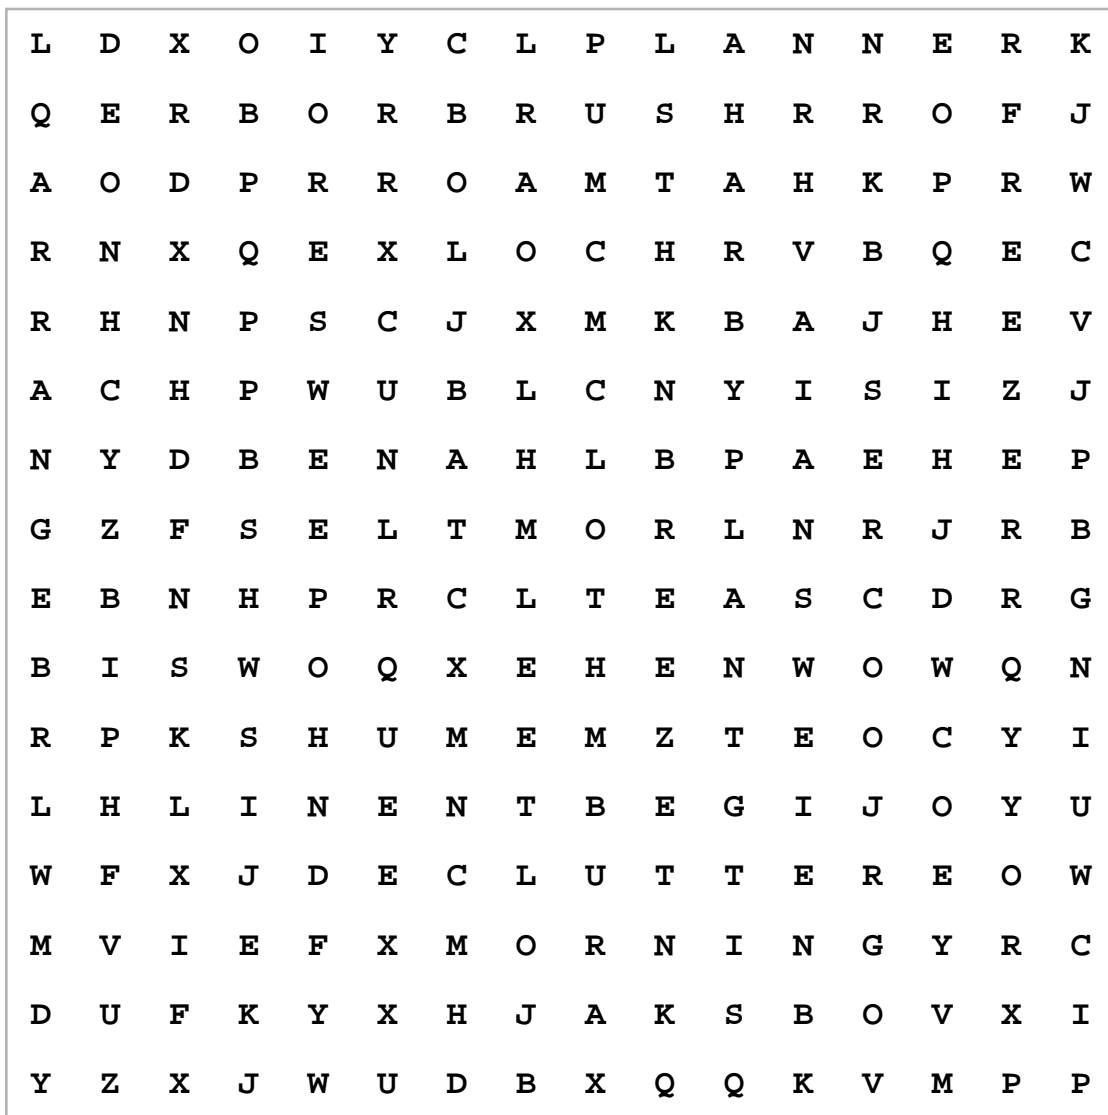 L D X O I Y C L P L A N N E R K
Q E R B O R B R U S H R R O F J
A O D P R R O A M T A H K P R W
R N X Q E X L O C H R V B Q E C
R H N P S C J X M K B A J H E V
A C H P W U B L C N Y I S I Z J
N Y D B E N A H L B P A E H E P
G Z F S E L T M O R L N R J R B
E B N H P R C L T E A S C D R G
B I S W O Q X E H E N W O W Q N
R P K S H U M E M Z T E O C Y I
L H L I N E N T B E G I J O Y U
W F X J D E C L U T T E R E O W
M V I E F X M O R N I N G Y R C
D U F K Y X H J A K S B O V X I
Y Z X J W U D B X Q Q K V M P P